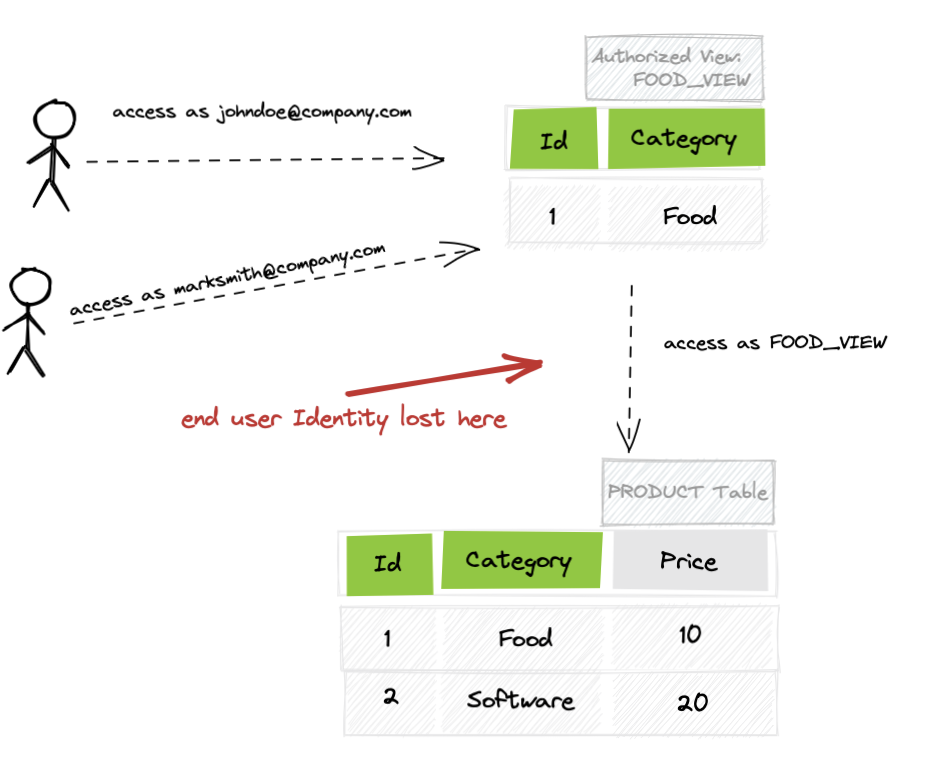 Authorized View:
FOOD_VIEW
access as johndoe@company.com
Id Category
1 Food
access as marksmith@company.com
access as FOOD_VIEW
end user Identity lost here
PRODUCT Table
Id Category Price
1 Food 10
2 Software 20